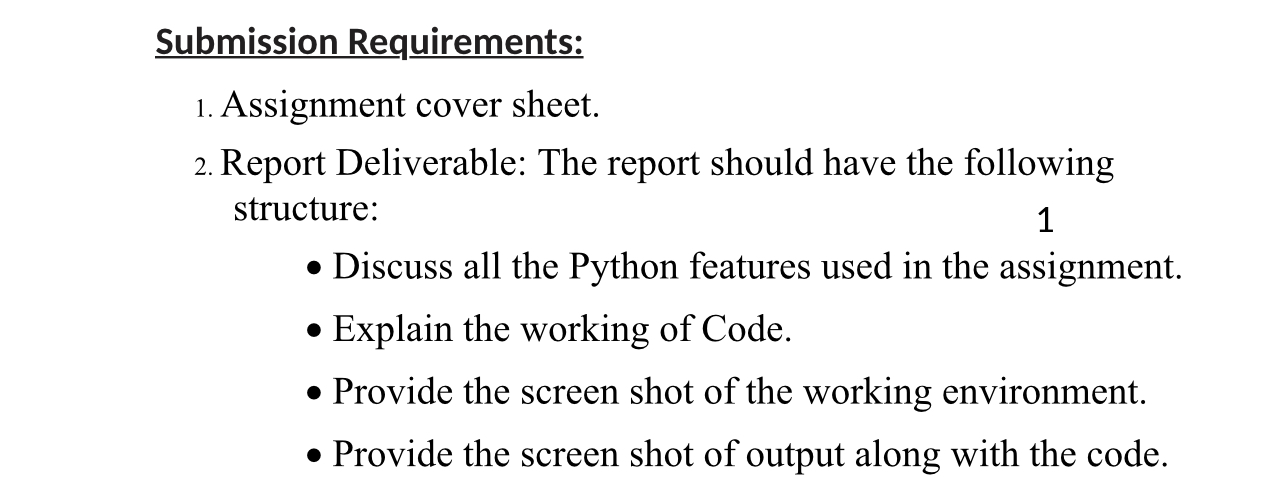 Submission Requirements:
1. Assignment cover sheet.
2. Report Deliverable: The report should have the following
structure:
1
• Discuss all the Python features used in the assignment.
• Explain the working of Code.
• Provide the screen shot of the working environment.
• Provide the screen shot of output along with the code.